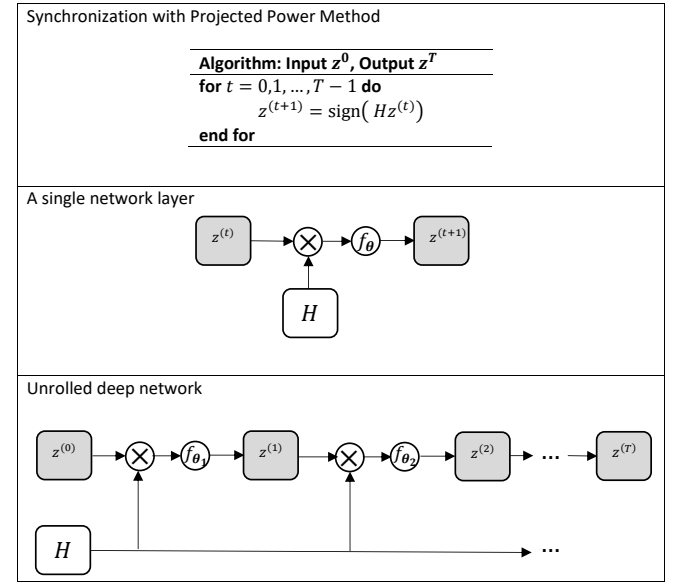 Synchronization with Projected Power Method
Algorithm: Input z⁰, Output zᵀ
for t = 0,1, …, T − 1 do
z⁽ᵗ⁺¹⁾ = sign( Hz⁽ᵗ⁾)
end for
A single network layer
z⁽ᵗ⁾ × f_θ z⁽ᵗ⁺¹⁾
H
Unrolled deep network
z⁽⁰⁾ × f_θ₁ z⁽¹⁾ × f_θ₂ z⁽²⁾ … z⁽ᵀ⁾
H …